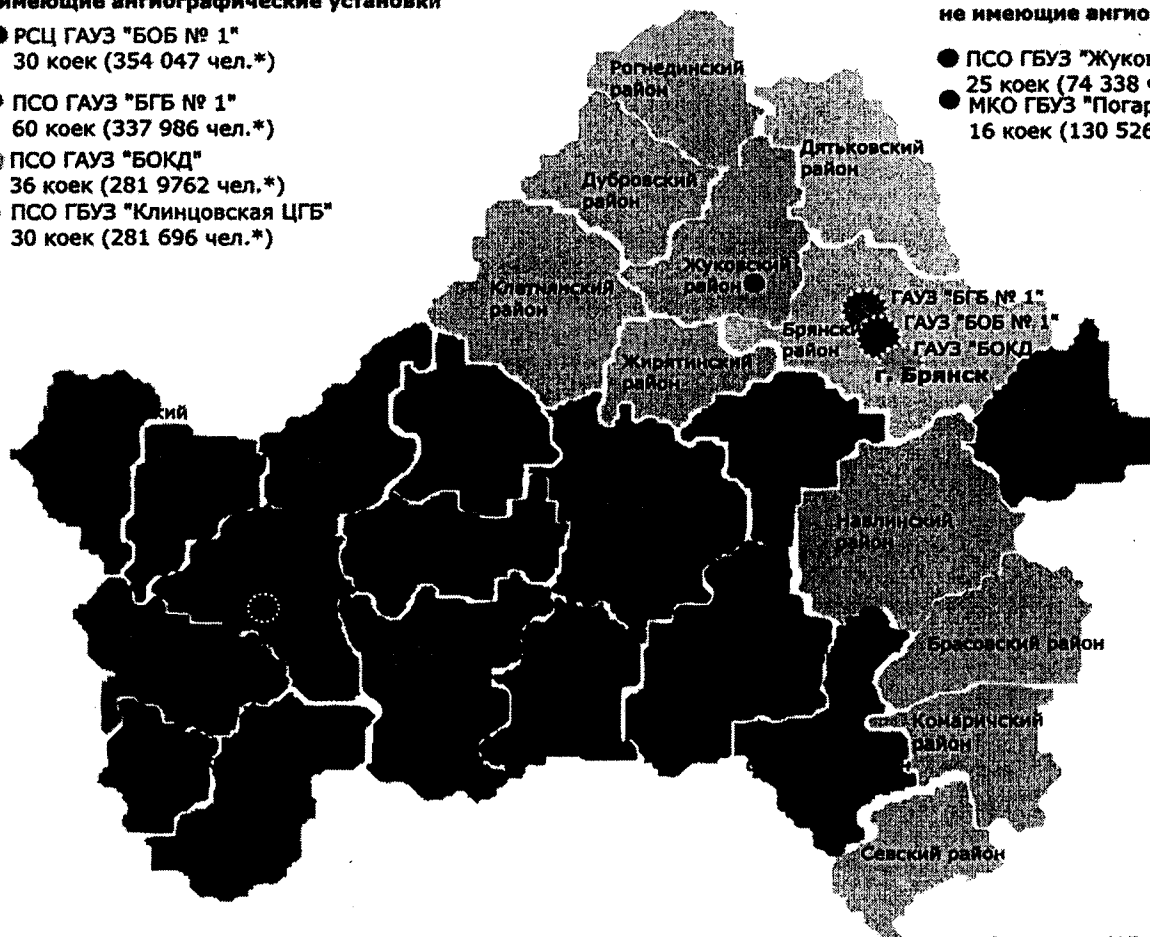 имеющие ангиографические установки
РСЦ ГАУЗ "БОБ № 1"
30 коек (354 047 чел.*)
ПСО ГАУЗ "БГБ № 1"
60 коек (337 986 чел.*)
ПСО ГАУЗ "БОКД"
36 коек (281 9762 чел.*)
ПСО ГБУЗ "Клинцовская ЦГБ"
30 коек (281 696 чел.*)
не имеющие ангио
ПСО ГБУЗ "Жуков
25 коек (74 338 ч
МКО ГБУЗ "Погар
16 коек (130 526
Рогнединский
район
Дятьковский
район
Дубровский
район
Жуковский
район
Клетнянский
район
ГАУЗ "БГБ № 1"
ГАУЗ "БОБ № 1"
ГАУЗ "БОКД
Брянский
район
г. Брянск
Жирятинский
район
кий
Навлинский
район
Брасовский район
Комаричский
район
Севский район